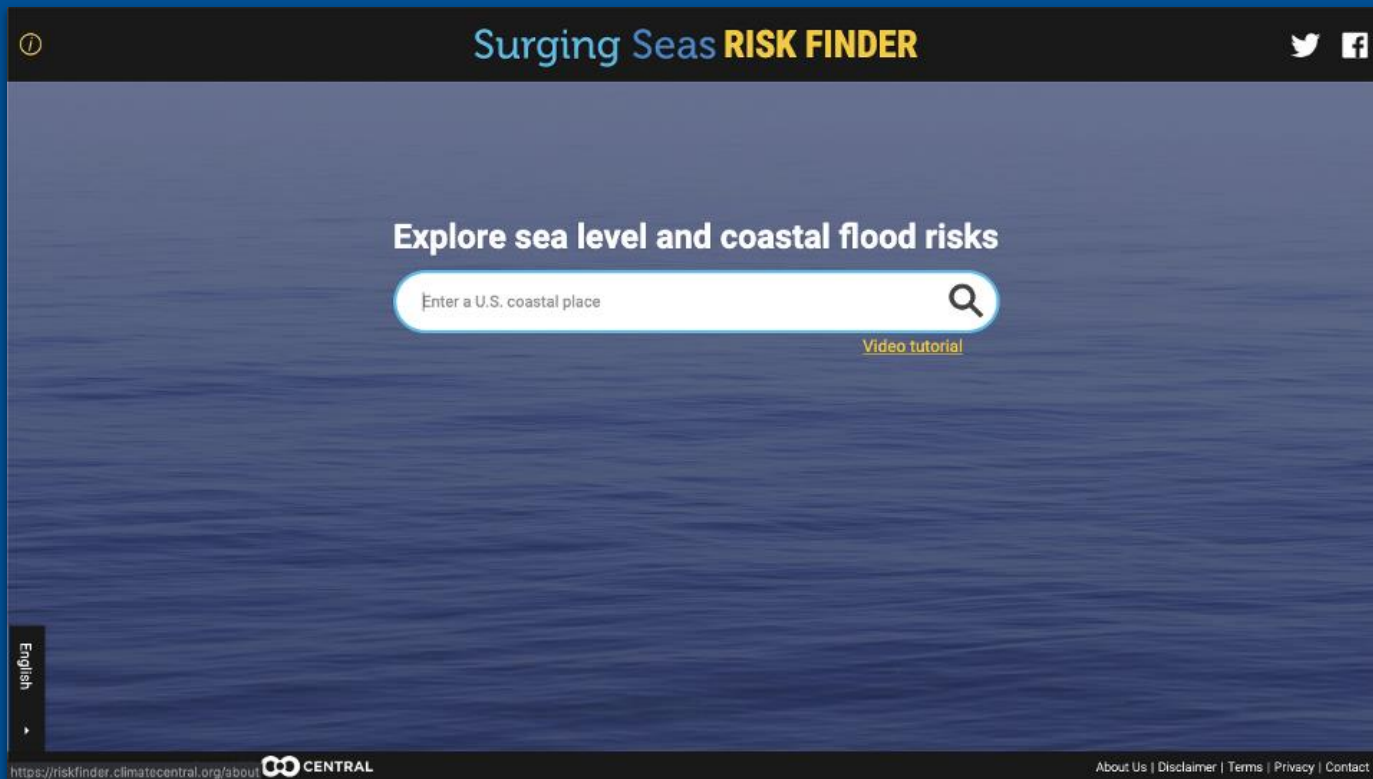 Surging Seas RISK FINDER
Explore sea level and coastal flood risks
Enter a U.S. coastal place
Video tutorial
English
https://riskfinder.climatecentral.org/about CENTRAL
About Us | Disclaimer | Terms | Privacy | Contact